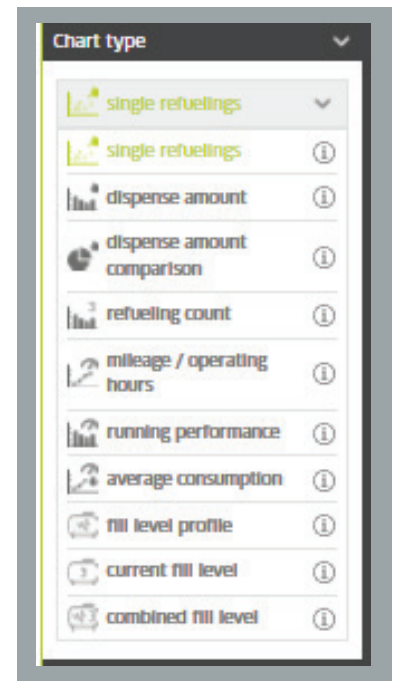 Chart type
single refuelings
single refuelings
dispense amount
dispense amount
comparison
refueling count
mileage / operating
hours
running performance
average consumption
fill level profile
current fill level
combined fill level